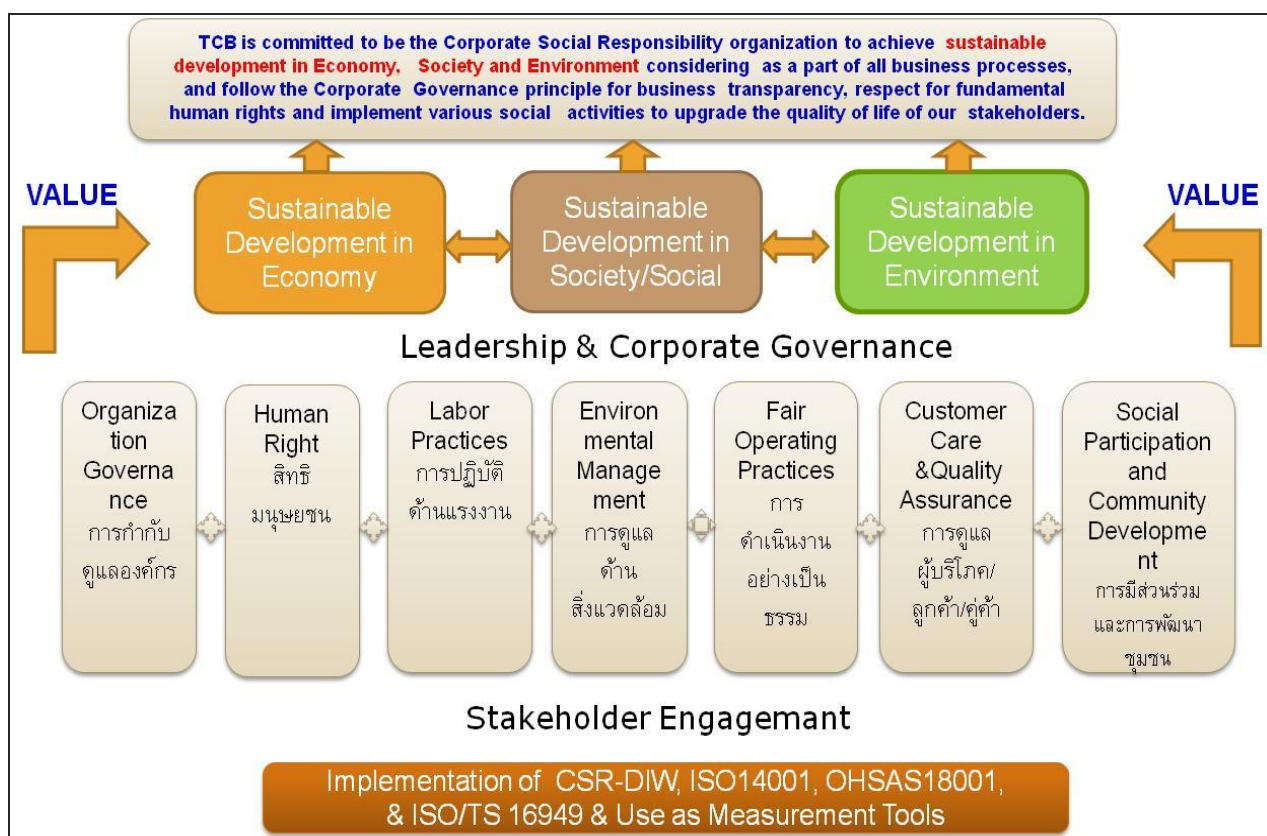 TCB is committed to be the Corporate Social Responsibility organization to achieve sustainable
development in Economy, Society and Environment considering as a part of all business processes,
and follow the Corporate Governance principle for business transparency, respect for fundamental
human rights and implement various social activities to upgrade the quality of life of our stakeholders.
VALUE
VALUE
Sustainable
Development in
Economy
Sustainable
Development in
Society/Social
Sustainable
Development in
Environment
Leadership & Corporate Governance
Organiza
tion
Governa
nce
การกำกับ
ดูแลองค์กร
Human
Right
สิทธิ
มนุษยชน
Labor
Practices
การปฏิบัติ
ด้านแรงงาน
Environ
mental
Manage
ment
การดูแล
ด้าน
สิ่งแวดล้อม
Fair
Operating
Practices
การ
ดำเนินงาน
อย่างเป็น
ธรรม
Customer
Care
&Quality
Assurance
การดูแล
ผู้บริโภค/
ลูกค้า/คู่ค้า
Social
Participation
and
Community
Developme
nt
การมีส่วนร่วม
และการพัฒนา
ชุมชน
Stakeholder Engagemant
Implementation of CSR-DIW, ISO14001, OHSAS18001,
& ISO/TS 16949 & Use as Measurement Tools